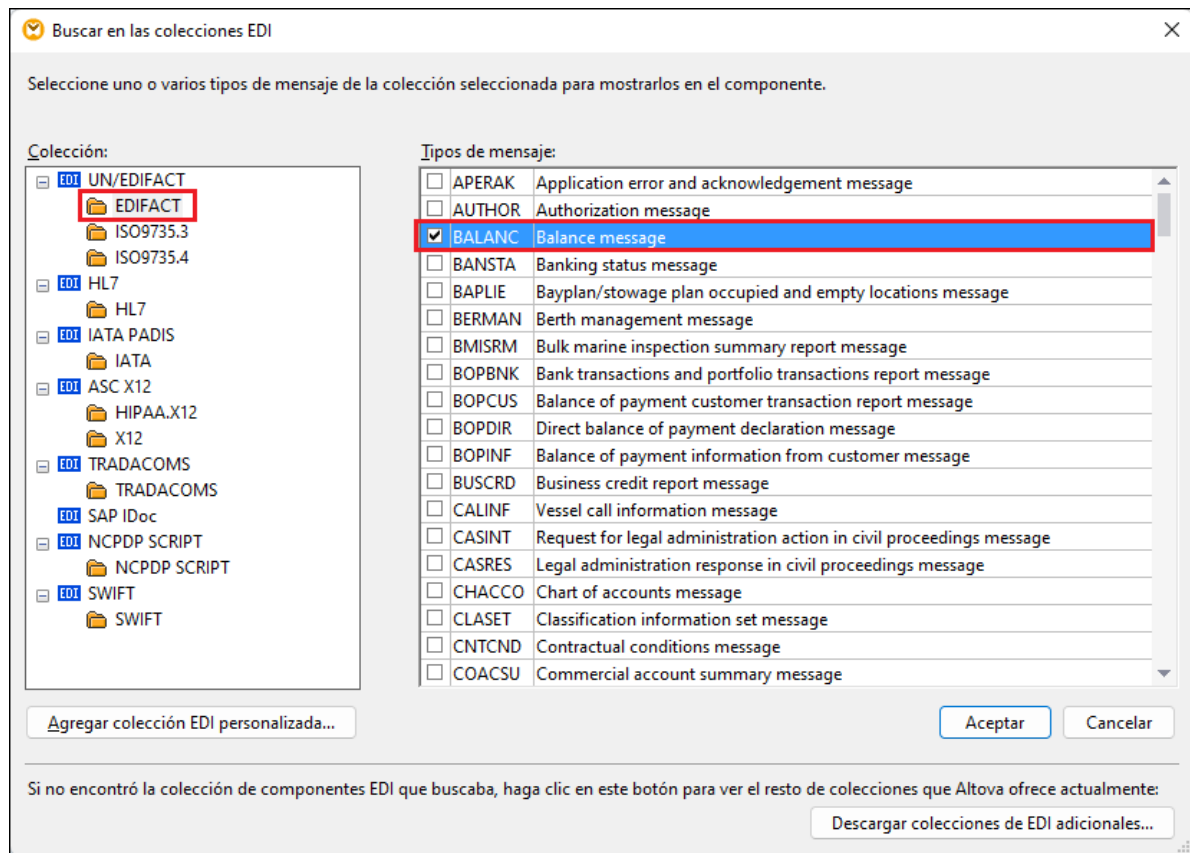 Buscar en las colecciones EDI
Seleccione uno o varios tipos de mensaje de la colección seleccionada para mostrarlos en el componente.
Colección:
EDI UN/EDIFACT
EDIFACT
ISO9735.3
ISO9735.4
EDI HL7
HL7
EDI IATA PADIS
IATA
EDI ASC X12
HIPAA.X12
X12
EDI TRADACOMS
TRADACOMS
EDI SAP IDoc
EDI NCPDP SCRIPT
NCPDP SCRIPT
EDI SWIFT
SWIFT
Tipos de mensaje:
APERAK Application error and acknowledgement message
AUTHOR Authorization message
BALANC Balance message
BANSTA Banking status message
BAPLIE Bayplan/stowage plan occupied and empty locations message
BERMAN Berth management message
BMISRM Bulk marine inspection summary report message
BOPBNK Bank transactions and portfolio transactions report message
BOPCUS Balance of payment customer transaction report message
BOPDIR Direct balance of payment declaration message
BOPINF Balance of payment information from customer message
BUSCRD Business credit report message
CALINF Vessel call information message
CASINT Request for legal administration action in civil proceedings message
CASRES Legal administration response in civil proceedings message
CHACCO Chart of accounts message
CLASET Classification information set message
CNTCND Contractual conditions message
COACSU Commercial account summary message
Agregar colección EDI personalizada...
Aceptar
Cancelar
Si no encontró la colección de componentes EDI que buscaba, haga clic en este botón para ver el resto de colecciones que Altova ofrece actualmente:
Descargar colecciones de EDI adicionales...